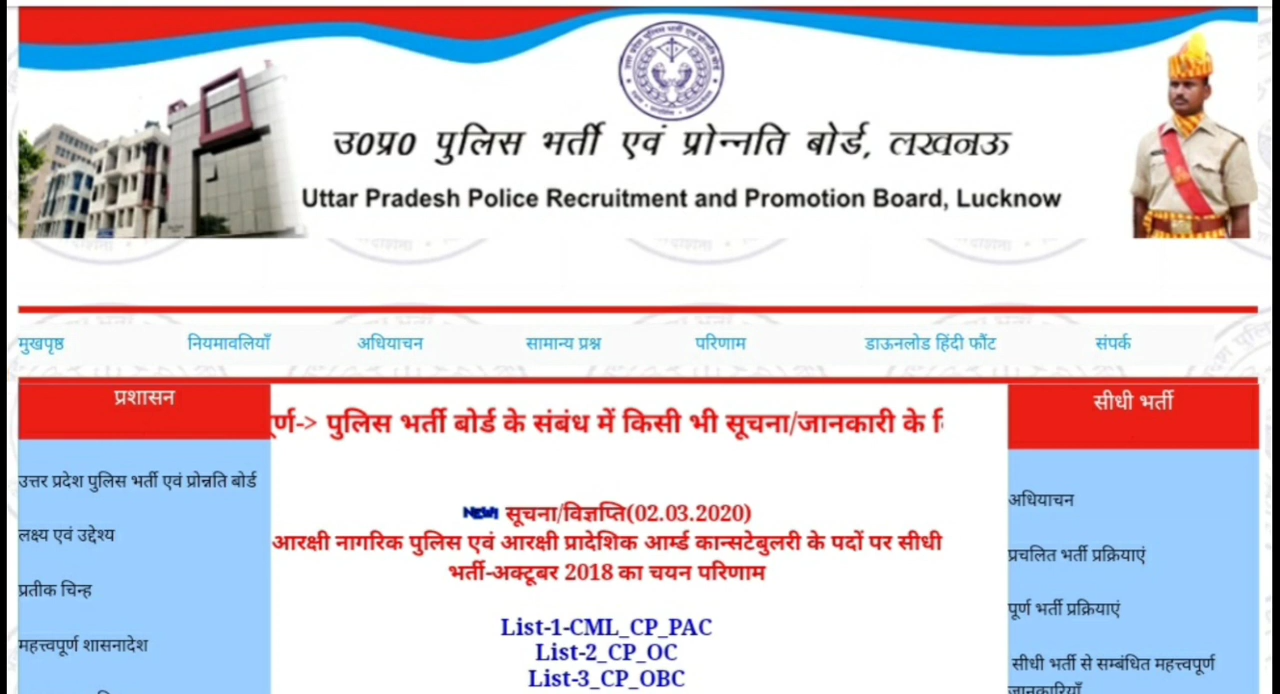 उ०प्र० पुलिस भर्ती एवं प्रोन्नति बोर्ड, लखनऊ
Uttar Pradesh Police Recruitment and Promotion Board, Lucknow
मुखपृष्ठ नियमावलियाँ अधियाचन सामान्य प्रश्न परिणाम डाऊनलोड हिंदी फौंट संपर्क
प्रशासन
उत्तर प्रदेश पुलिस भर्ती एवं प्रोन्नति बोर्ड
लक्ष्य एवं उद्देश्य
प्रतीक चिन्ह
महत्त्वपूर्ण शासनादेश
र्ण-> पुलिस भर्ती बोर्ड के संबंध में किसी भी सूचना/जानकारी के
NEW! सूचना/विज्ञप्ति(02.03.2020)
आरक्षी नागरिक पुलिस एवं आरक्षी प्रादेशिक आर्म्ड कान्सटेबुलरी के पदों पर सीधी
भर्ती-अक्टूबर 2018 का चयन परिणाम
List-1-CML_CP_PAC
List-2_CP_OC
List-3_CP_OBC
सीधी भर्ती
अधियाचन
प्रचलित भर्ती प्रक्रियाएं
पूर्ण भर्ती प्रक्रियाएं
सीधी भर्ती से सम्बंधित महत्त्वपूर्ण
जानकारियाँ